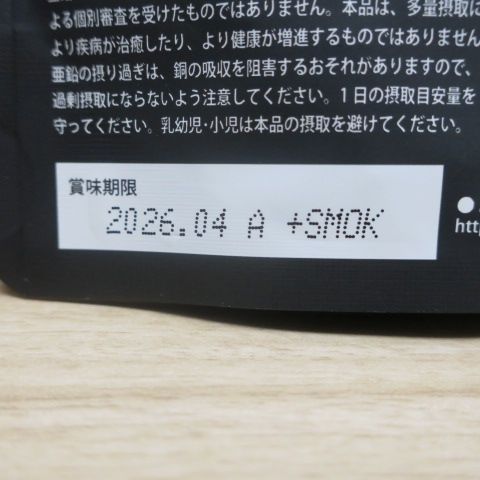 よる個別審査を受けたものではありません。本品は、多量摂取に
より疾病が治癒したり、より健康が増進するものではありません
亜鉛の摂り過ぎは、銅の吸収を阻害するおそれがありますので、
過剰摂取にならないよう注意してください。1日の摂取目安量を
守ってください。乳幼児・小児は本品の摂取を避けてください。
賞味期限
2026.04 A +SMOK
●
htt